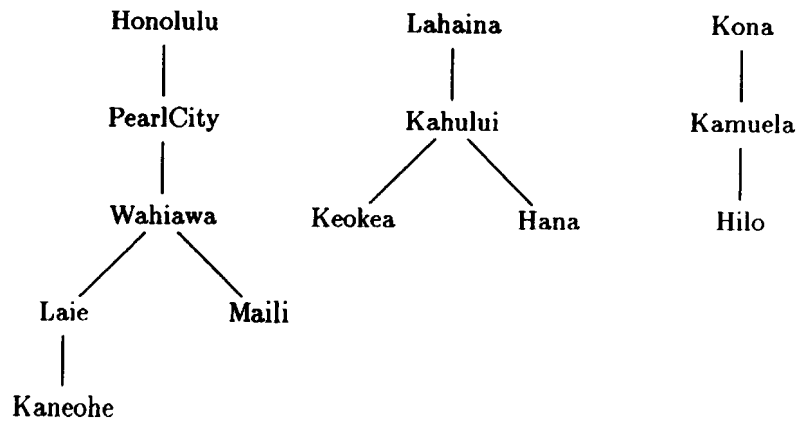 Honolulu
Lahaina
Kona
PearlCity
Kahului
Kamuela
Wahiawa
Keokea
Hana
Hilo
Laie
Maili
Kaneohe